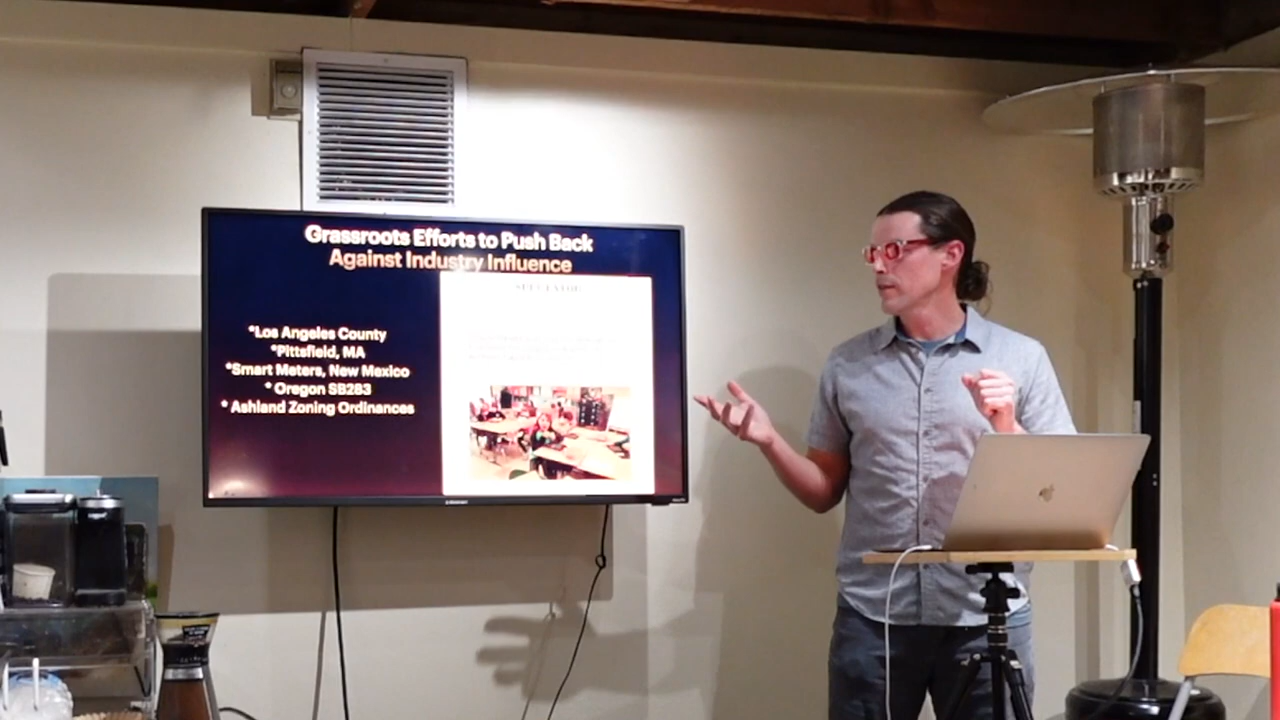 Grassroots Efforts to Push Back
Against Industry Influence
*Los Angeles County
*Pittsfield, MA
*Smart Meters, New Mexico
* Oregon SB283
* Ashland Zoning Ordinances